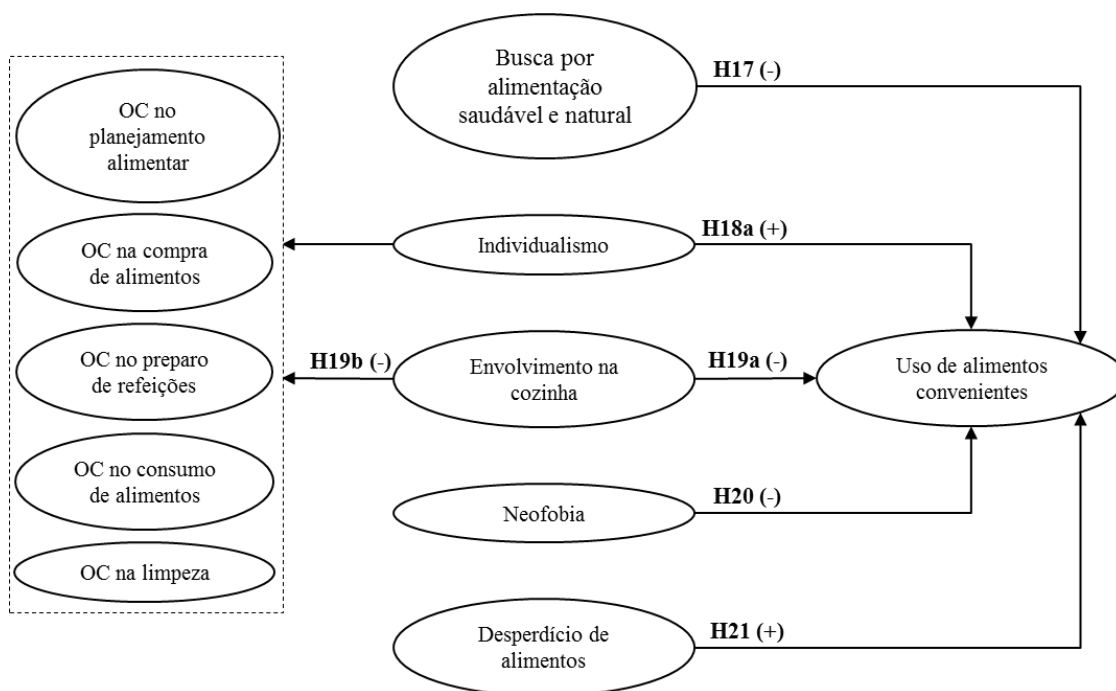 OC no
planejamento
alimentar
OC na compra
de alimentos
OC no preparo
de refeições
OC no consumo
de alimentos
OC na limpeza
Busca por
alimentação
saudável e natural
H17 (-)
Individualismo
H18a (+)
H19b (-)
Envolvimento na
cozinha
H19a (-)
Uso de alimentos
convenientes
Neofobia
H20 (-)
Desperdício de
alimentos
H21 (+)